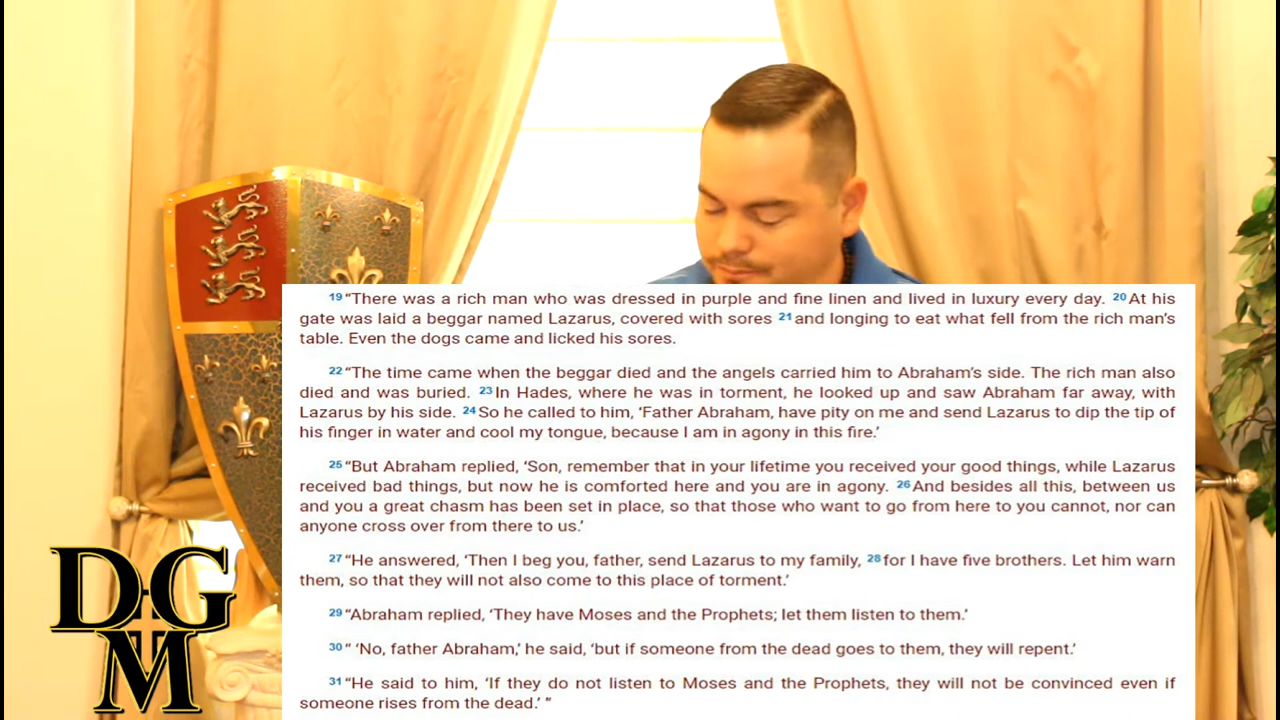 19 “There was a rich man who was dressed in purple and fine linen and lived in luxury every day. 20 At his
gate was laid a beggar named Lazarus, covered with sores 21 and longing to eat what fell from the rich man’s
table. Even the dogs came and licked his sores.
22 “The time came when the beggar died and the angels carried him to Abraham’s side. The rich man also
died and was buried. 23 In Hades, where he was in torment, he looked up and saw Abraham far away, with
Lazarus by his side. 24 So he called to him, ‘Father Abraham, have pity on me and send Lazarus to dip the tip of
his finger in water and cool my tongue, because I am in agony in this fire.’
25 “But Abraham replied, ‘Son, remember that in your lifetime you received your good things, while Lazarus
received bad things, but now he is comforted here and you are in agony. 26 And besides all this, between us
and you a great chasm has been set in place, so that those who want to go from here to you cannot, nor can
anyone cross over from there to us.’
27 “He answered, ‘Then I beg you, father, send Lazarus to my family, 28 for I have five brothers. Let him warn
them, so that they will not also come to this place of torment.’
29 “Abraham replied, ‘They have Moses and the Prophets; let them listen to them.’
30 “ ‘No, father Abraham,’ he said, ‘but if someone from the dead goes to them, they will repent.’
31 “He said to him, ‘If they do not listen to Moses and the Prophets, they will not be convinced even if
someone rises from the dead.’ ”
DG
M